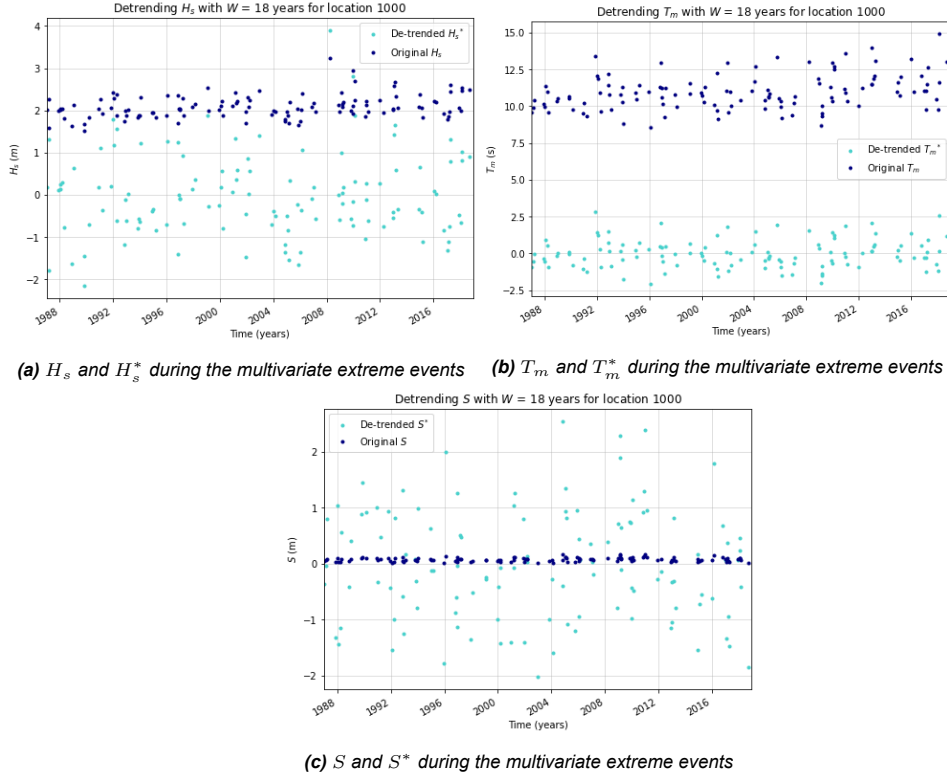 Detrending H_s with W = 18 years for location 1000
De-trended H_s*
Original H_s
4
3
2
1
0
−1
−2
H_s (m)
1988
1992
1996
2000
2004
2008
2012
2016
Time (years)
(a) H_s and H_s* during the multivariate extreme events
Detrending T_m with W = 18 years for location 1000
15.0
12.5
10.0
7.5
5.0
2.5
0.0
−2.5
T_m (s)
De-trended T_m*
Original T_m
1988
1992
1996
2000
2004
2008
2012
2016
Time (years)
(b) T_m and T_m* during the multivariate extreme events
Detrending S with W = 18 years for location 1000
De-trended S*
Original S
2
1
0
−1
−2
S (m)
1988
1992
1996
2000
2004
2008
2012
2016
Time (years)
(c) S and S* during the multivariate extreme events